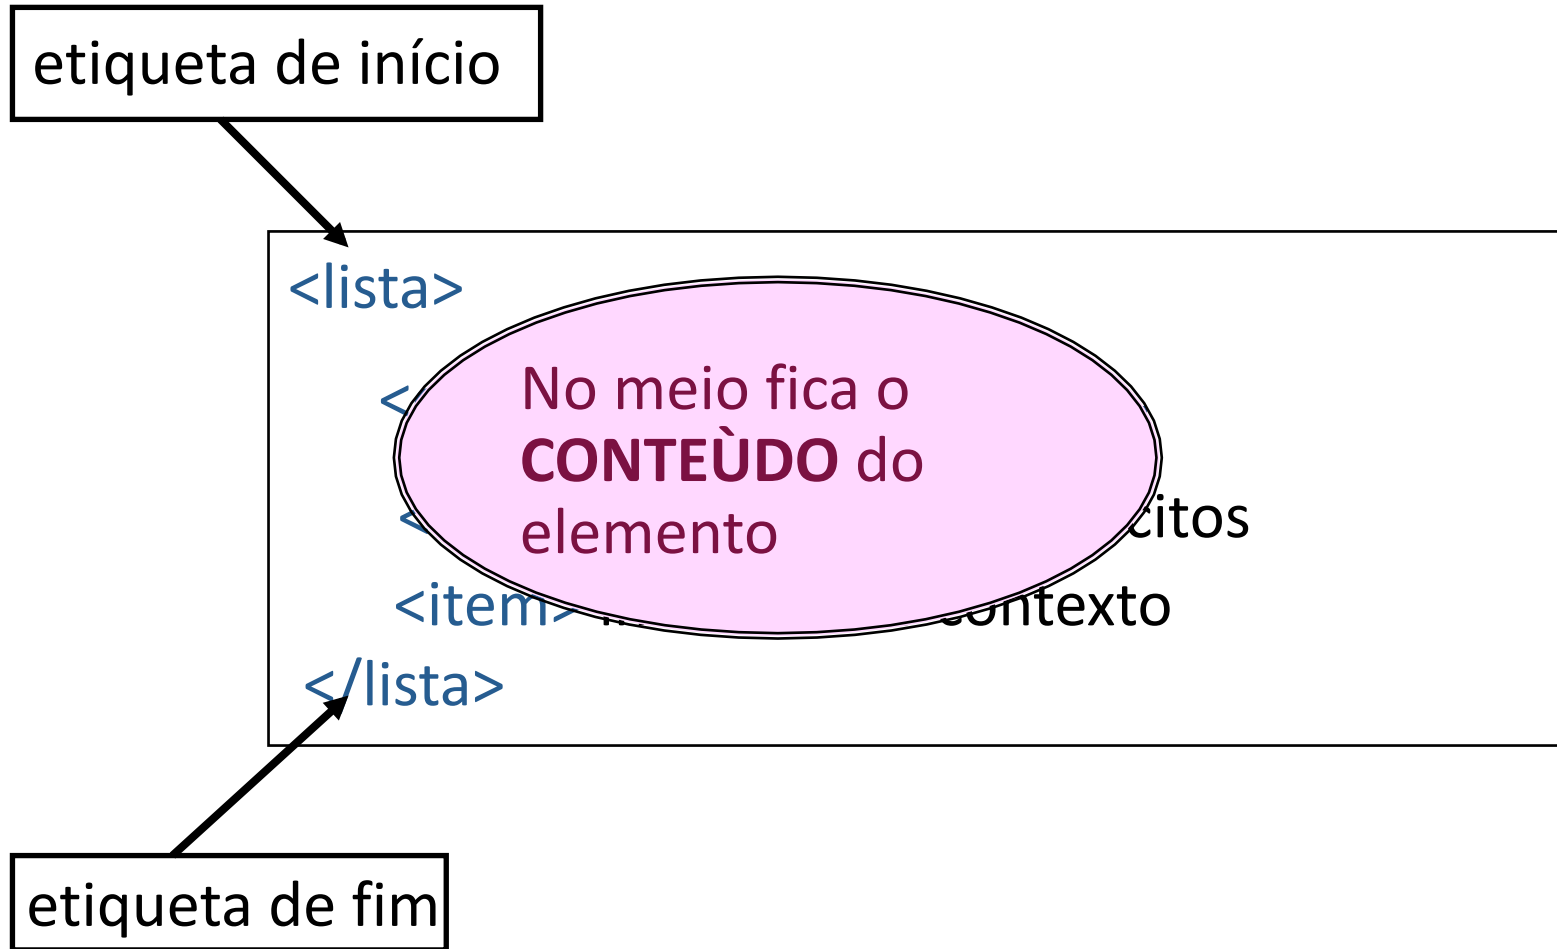 etiqueta de início
<lista>
<
No meio fica o
CONTEÙDO do
elemento
<
citos
<item> contexto
</lista>
etiqueta de fim